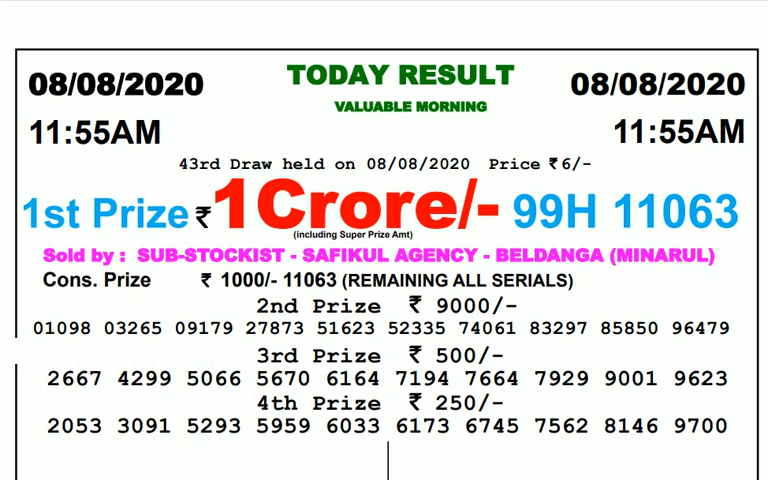 TODAY RESULT
08/08/2020 08/08/2020
VALUABLE MORNING
11:55AM 11:55AM
43rd Draw held on 08/08/2020 Price ₹6/-
1st Prize ₹1Crore/- 99H 11063
(including Super Prize Amt)
Sold by : SUB-STOCKIST - SAFIKUL AGENCY - BELDANGA (MINARUL)
Cons. Prize ₹ 1000/- 11063 (REMAINING ALL SERIALS)
2nd Prize ₹ 9000/-
01098 03265 09179 27873 51623 52335 74061 83297 85850 96479
3rd Prize ₹ 500/-
2667 4299 5066 5670 6164 7194 7664 7929 9001 9623
4th Prize ₹ 250/-
2053 3091 5293 5959 6033 6173 6745 7562 8146 9700